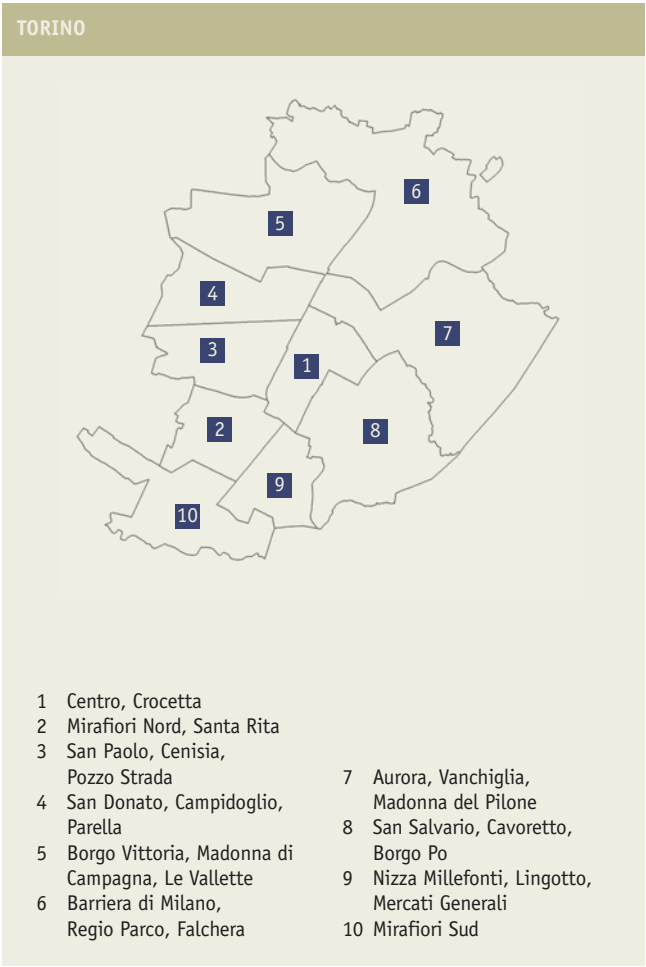 TORINO
6
5
4
7
3
1
2
8
9
10
1 Centro, Crocetta
2 Mirafiori Nord, Santa Rita
3 San Paolo, Cenisia,
Pozzo Strada
4 San Donato, Campidoglio,
Parella
5 Borgo Vittoria, Madonna di
Campagna, Le Vallette
6 Barriera di Milano,
Regio Parco, Falchera
7 Aurora, Vanchiglia,
Madonna del Pilone
8 San Salvario, Cavoretto,
Borgo Po
9 Nizza Millefonti, Lingotto,
Mercati Generali
10 Mirafiori Sud